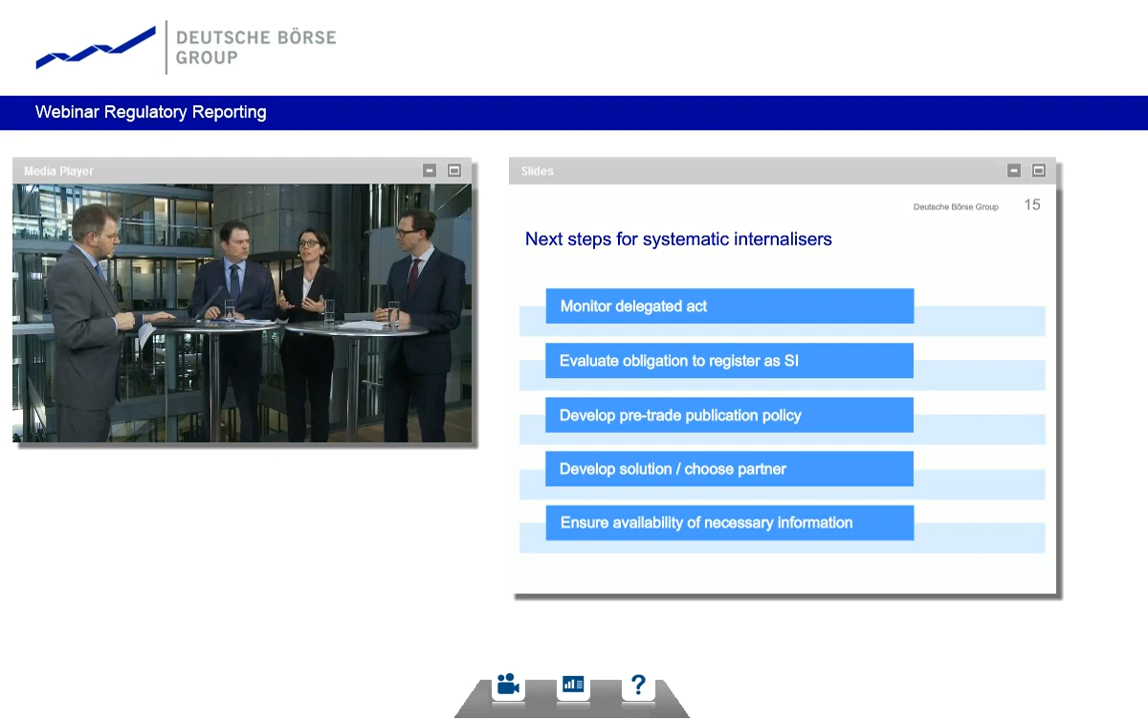 DEUTSCHE BÖRSE
GROUP
Webinar Regulatory Reporting
Media Player
Slides
Deutsche Börse Group 15
Next steps for systematic internalisers
Monitor delegated act
Evaluate obligation to register as SI
Develop pre-trade publication policy
Develop solution / choose partner
Ensure availability of necessary information
?